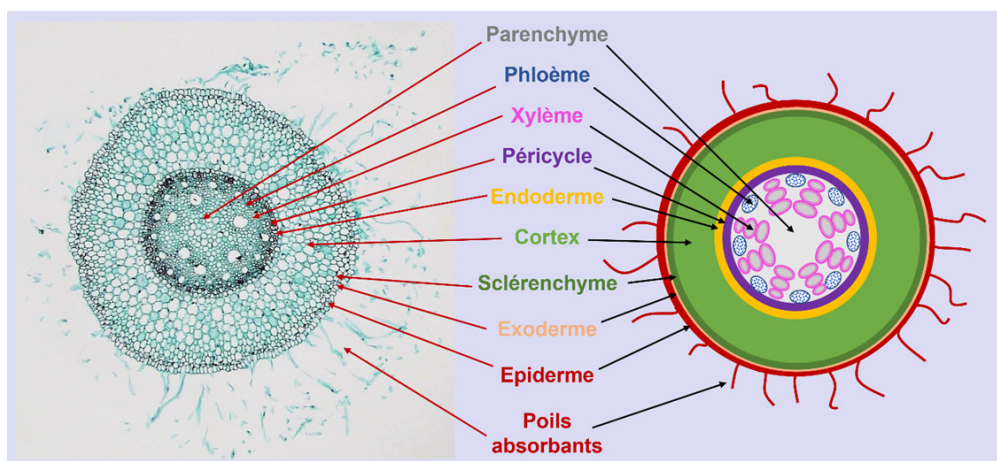 Parenchyme
Phloème
Xylème
Péricycle
Endoderme
Cortex
Sclérenchyme
Exoderme
Epiderme
Poils
absorbants